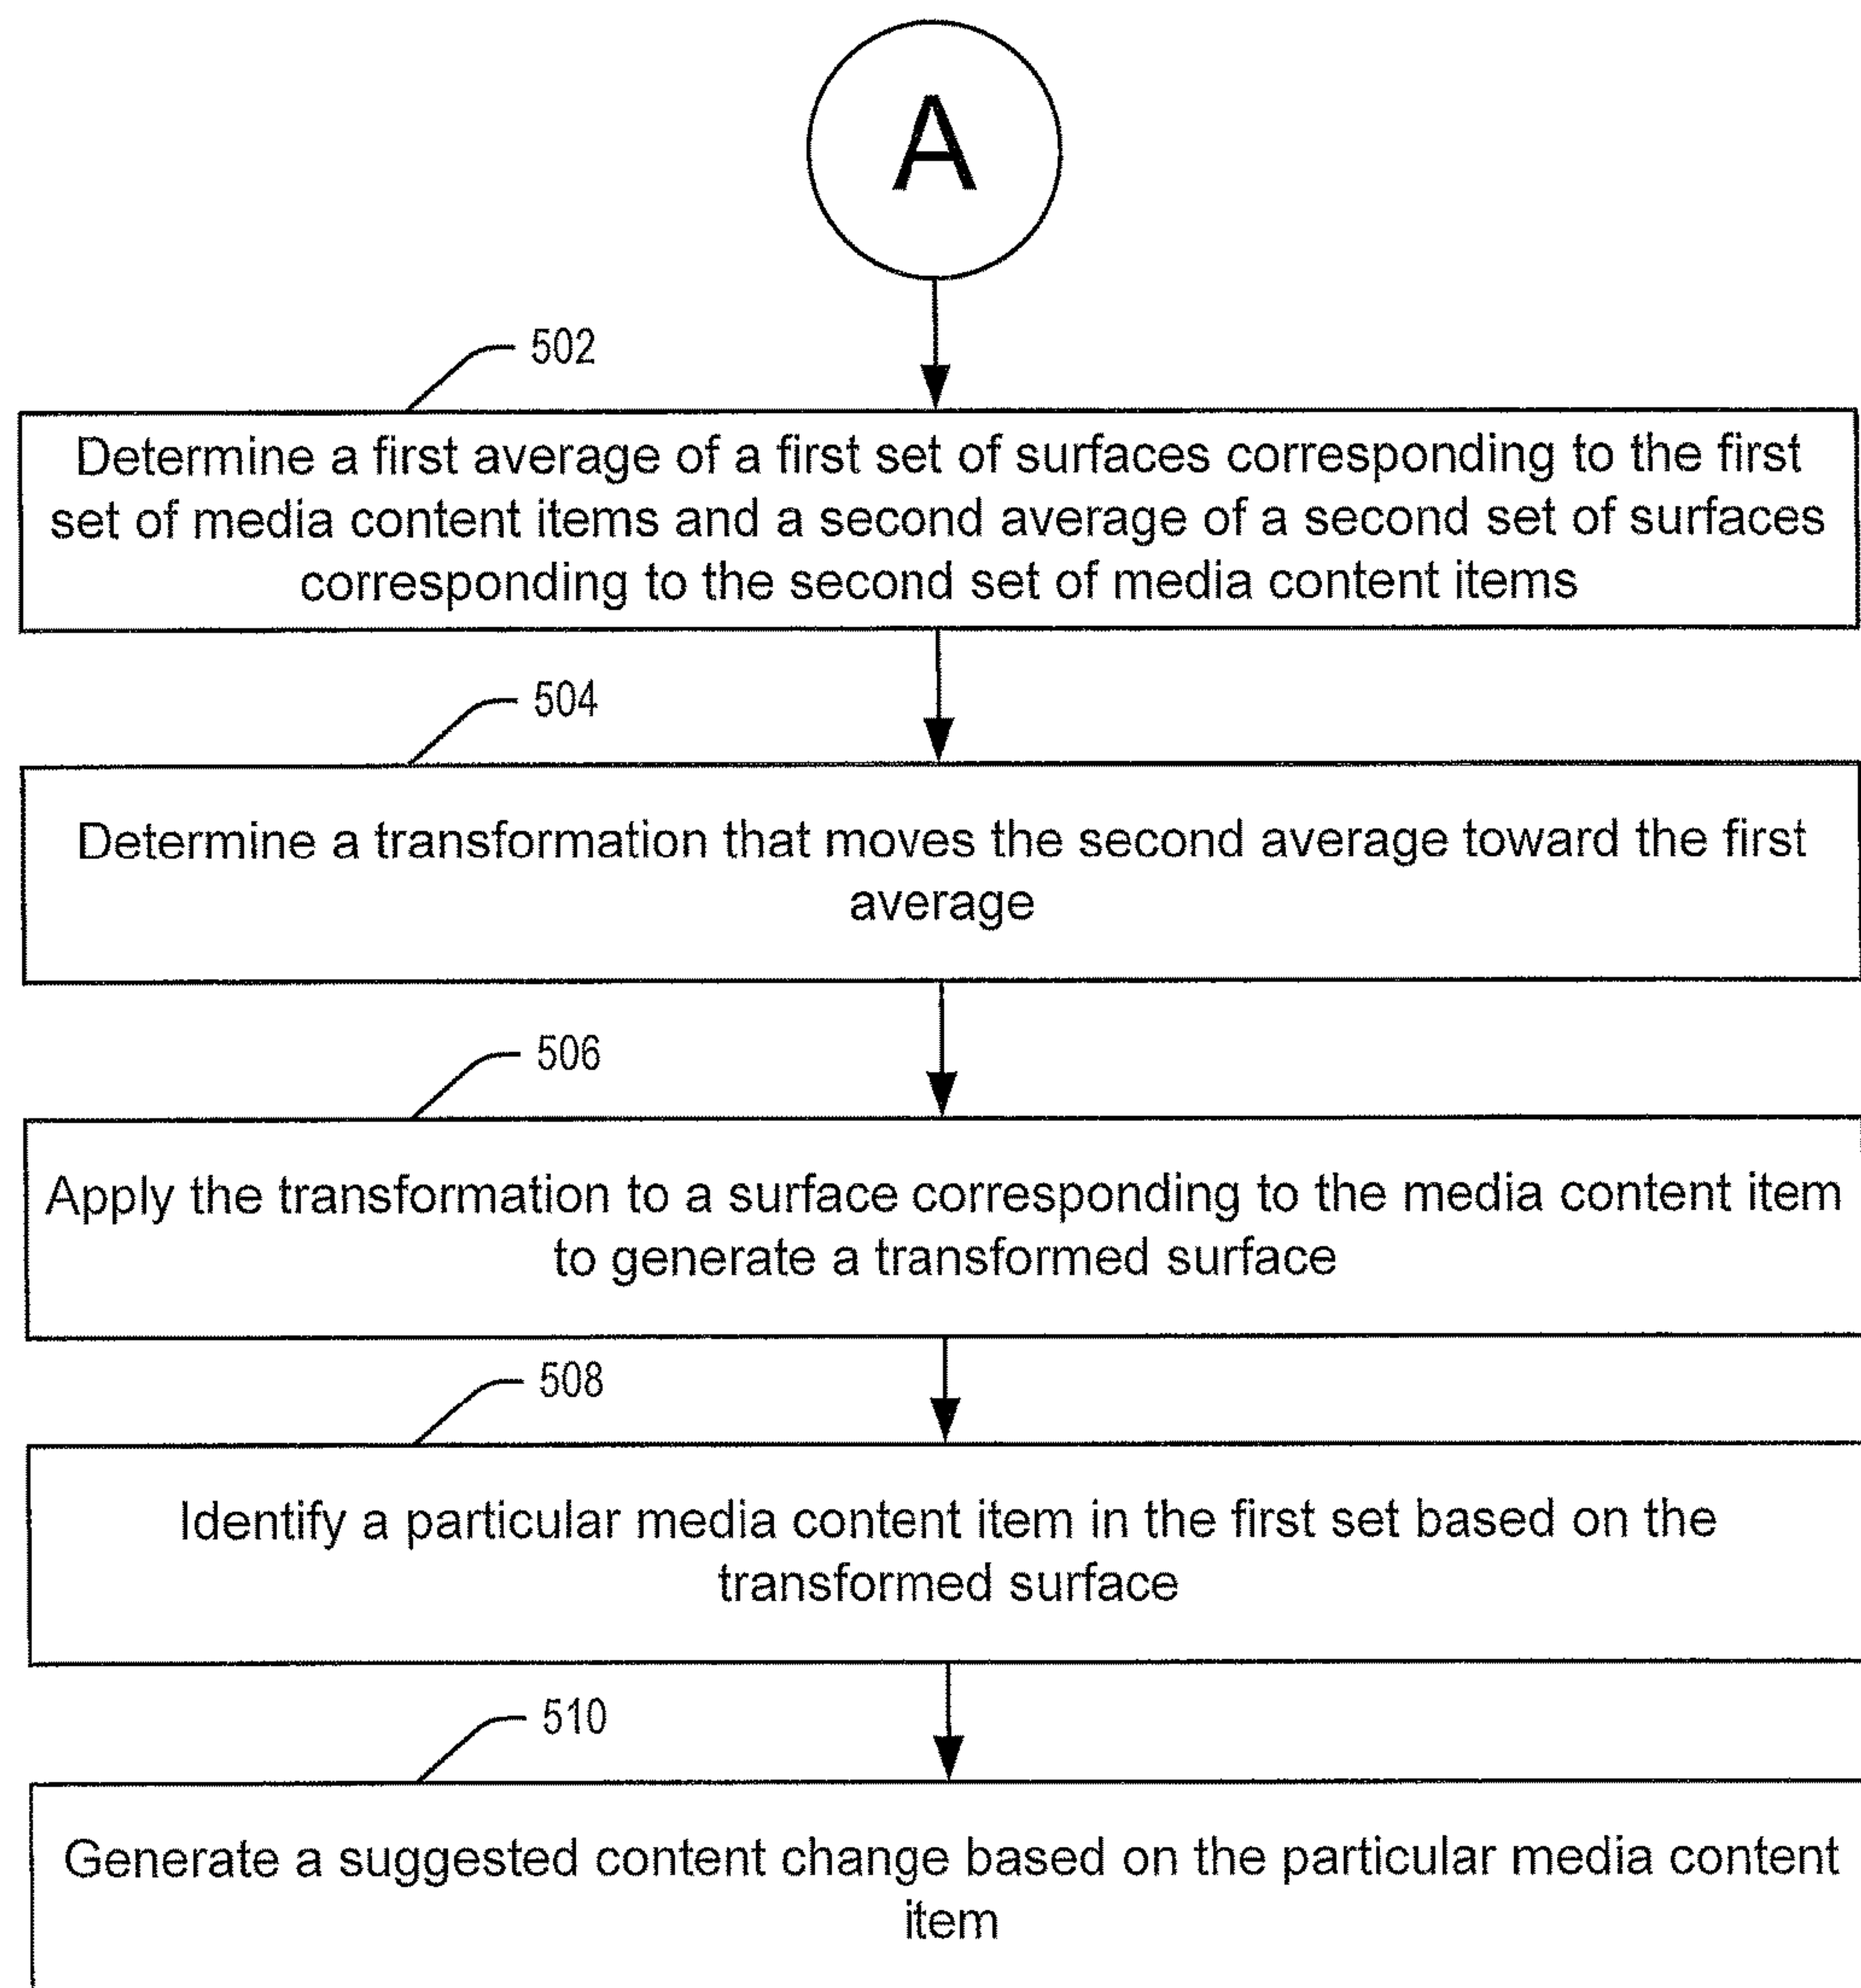 A
502
Determine a first average of a first set of surfaces corresponding to the first
set of media content items and a second average of a second set of surfaces
corresponding to the second set of media content items
504
Determine a transformation that moves the second average toward the first
average
506
Apply the transformation to a surface corresponding to the media content item
to generate a transformed surface
508
Identify a particular media content item in the first set based on the
transformed surface
510
Generate a suggested content change based on the particular media content
item